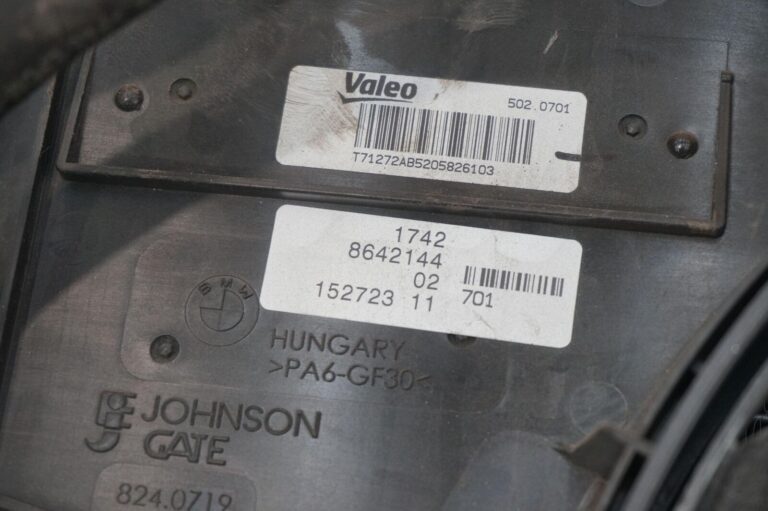 Valeo
502.0701
T71272AB5205826103
1742
8642144
02
701
152723 11
BMW
HUNGARY
>PA6-GF30<
JOHNSON
GATE
824.0719